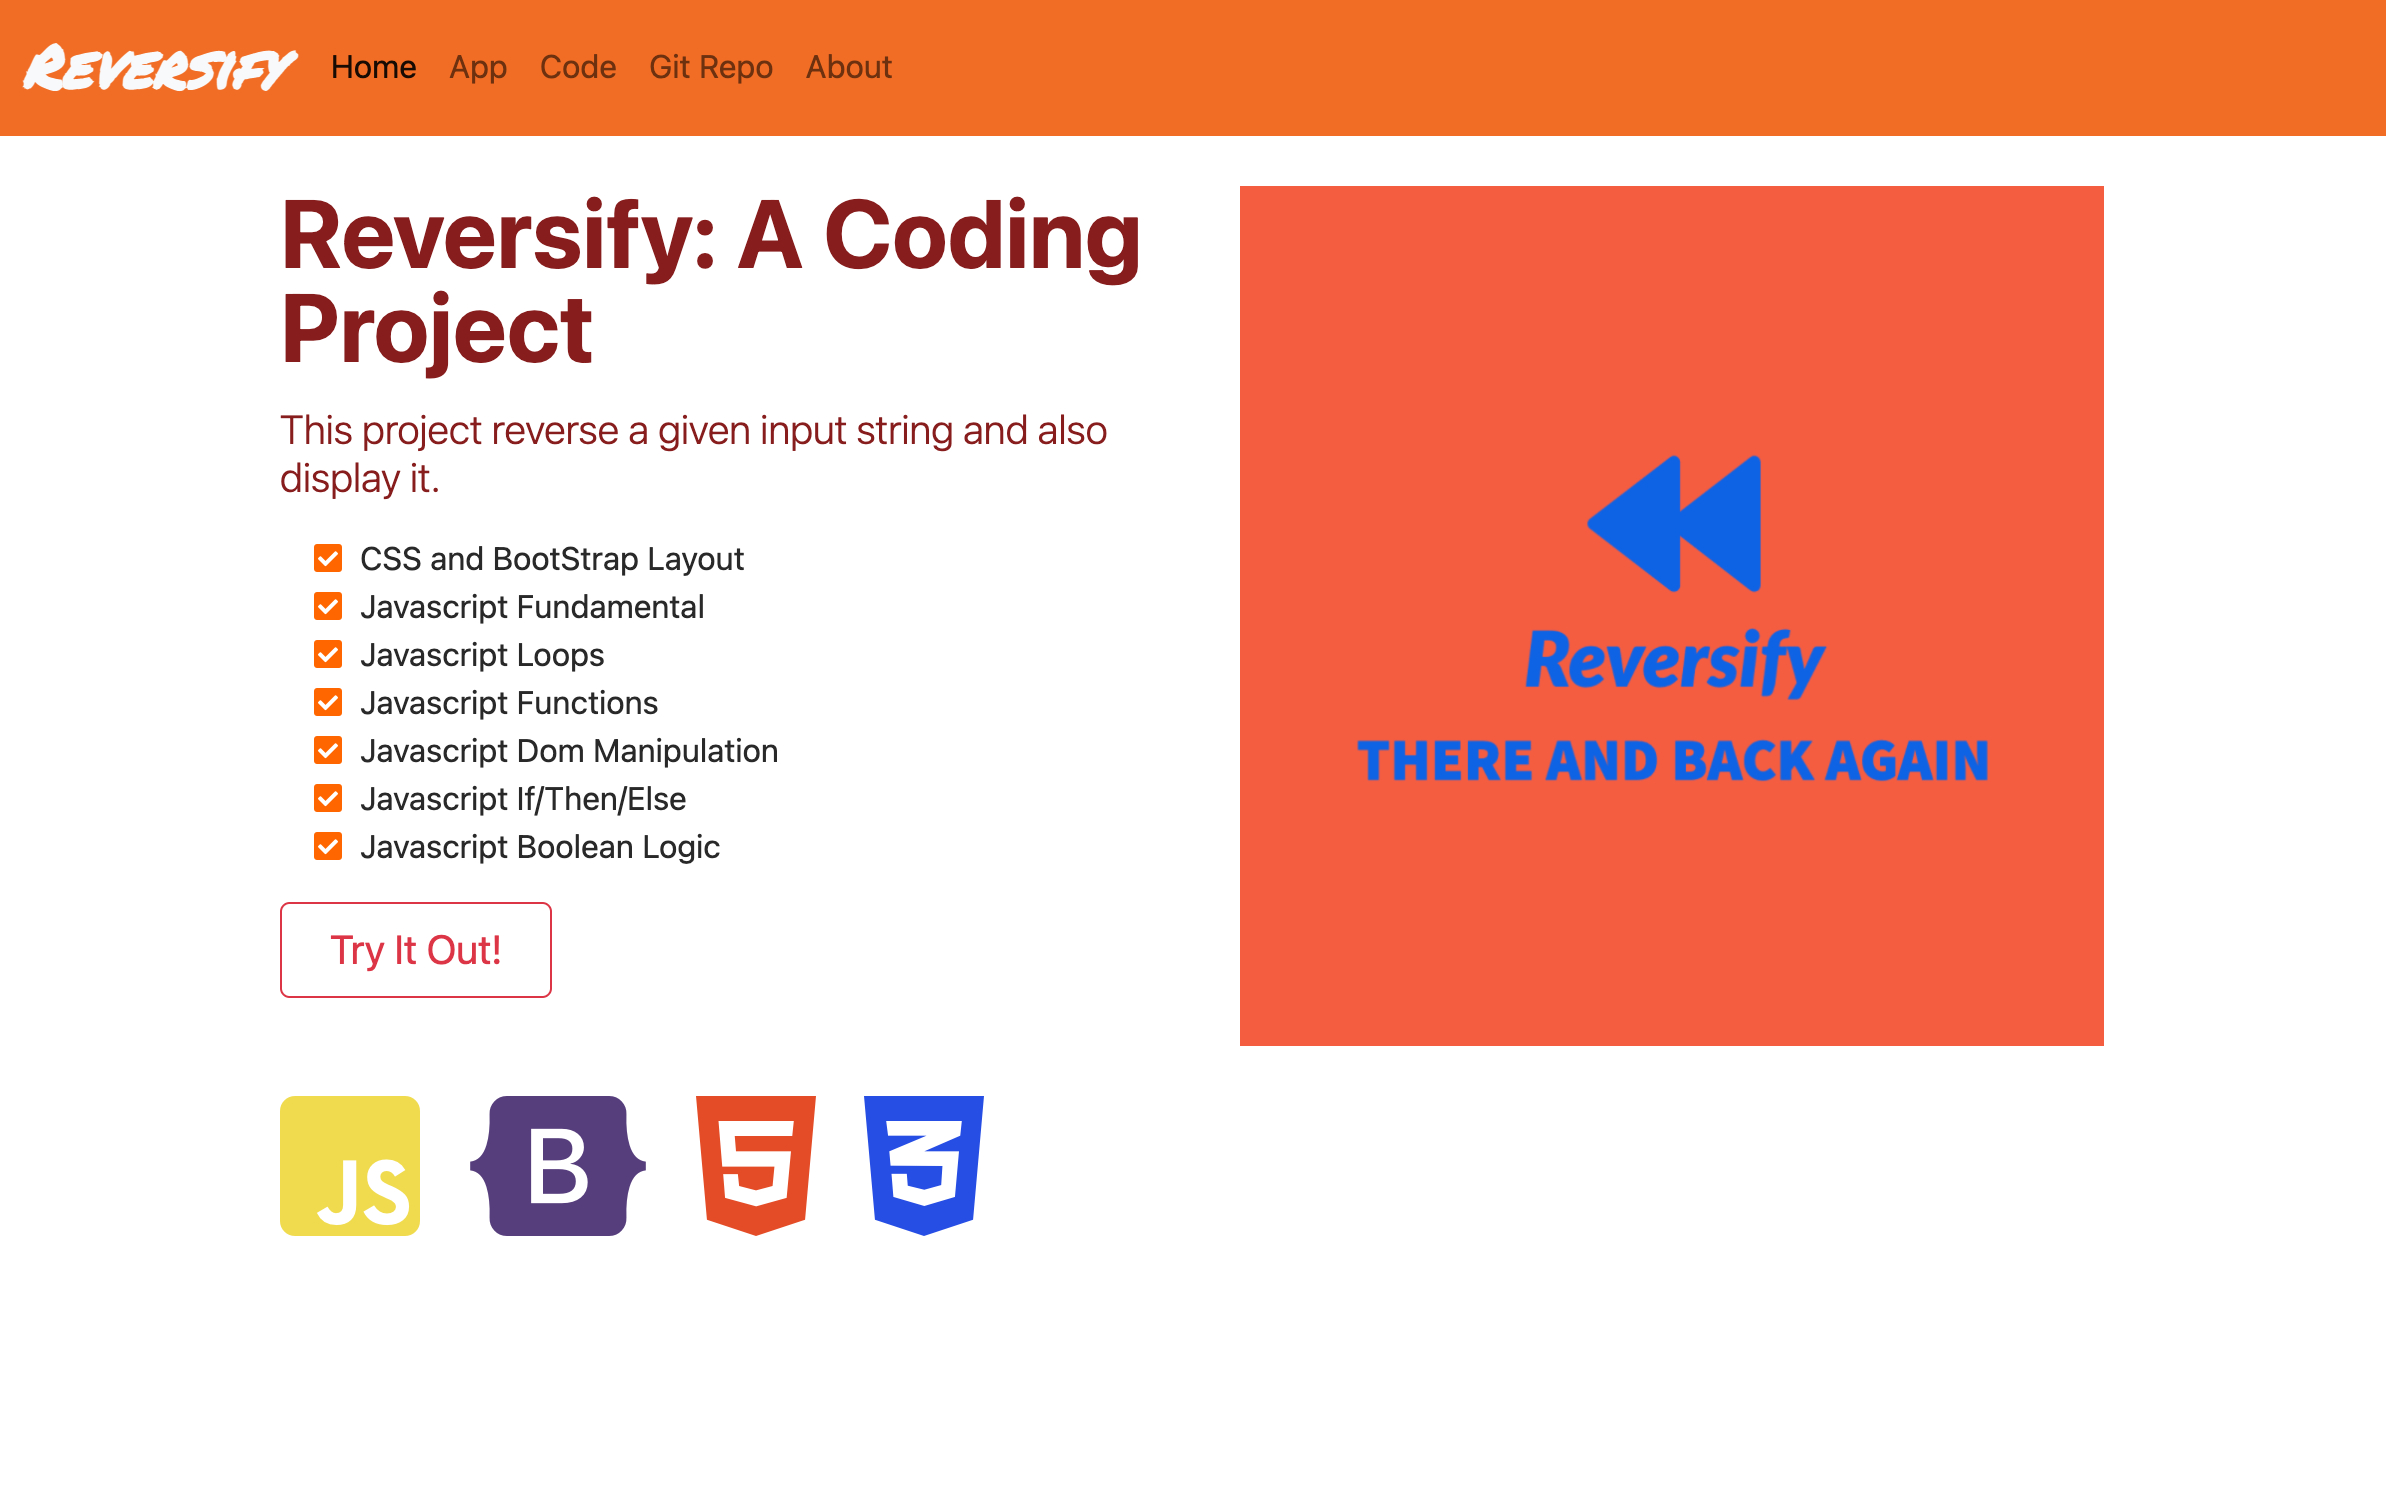 REVERSIFY Home App Code Git Repo About
Reversify: A Coding
Project
This project reverse a given input string and also
display it.
CSS and BootStrap Layout
Javascript Fundamental
Javascript Loops
Javascript Functions
Javascript Dom Manipulation
Javascript If/Then/Else
Javascript Boolean Logic
Try It Out!
Reversify
THERE AND BACK AGAIN
JS B 5 3